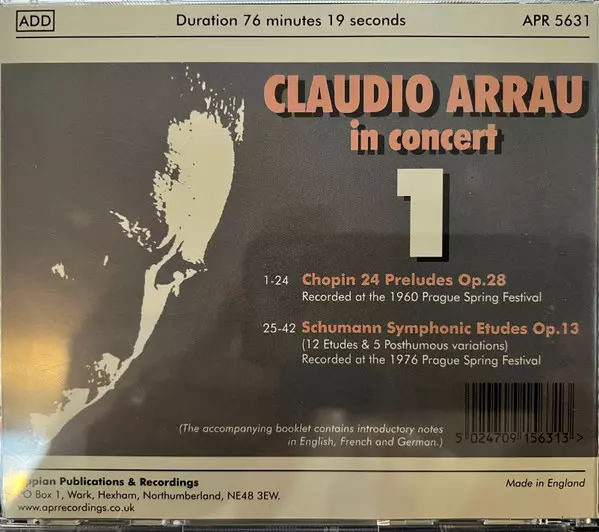 ADD
Duration 76 minutes 19 seconds
APR 5631
CLAUDIO ARRAU
in concert
1
1-24 Chopin 24 Preludes Op.28
Recorded at the 1960 Prague Spring Festival
25-42 Schumann Symphonic Etudes Op.13
(12 Etudes & 5 Posthumous variations)
Recorded at the 1976 Prague Spring Festival
(The accompanying booklet contains introductory notes
in English, French and German.)
5 024709 156313 >
ppian Publications & Recordings
PO Box 1, Wark, Hexham, Northumberland, NE48 3EW.
www.aprrecordings.co.uk
Made in England